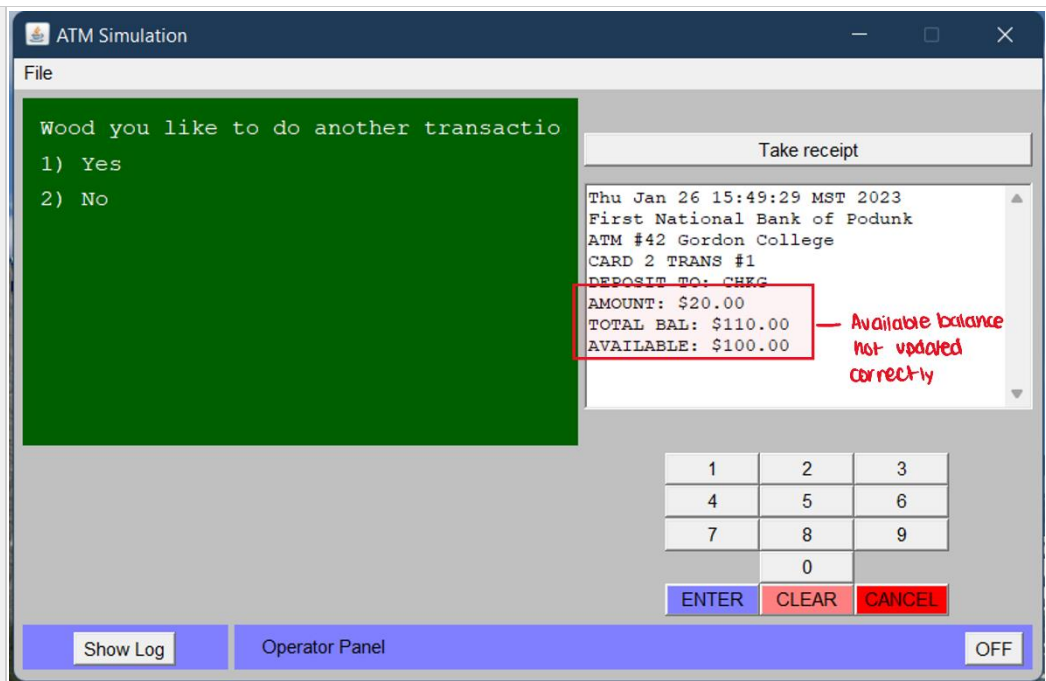 ATM Simulation
File
Wood you like to do another transactio
1) Yes
2) No
Take receipt
Thu Jan 26 15:49:29 MST 2023
First National Bank of Podunk
ATM #42 Gordon College
CARD 2 TRANS #1
DEPOSIT TO: CHKG
AMOUNT: $20.00
TOTAL BAL: $110.00
AVAILABLE: $100.00
Available balance
not updated
correctly
1 2 3
4 5 6
7 8 9
0
ENTER CLEAR CANCEL
Show Log
Operator Panel
OFF